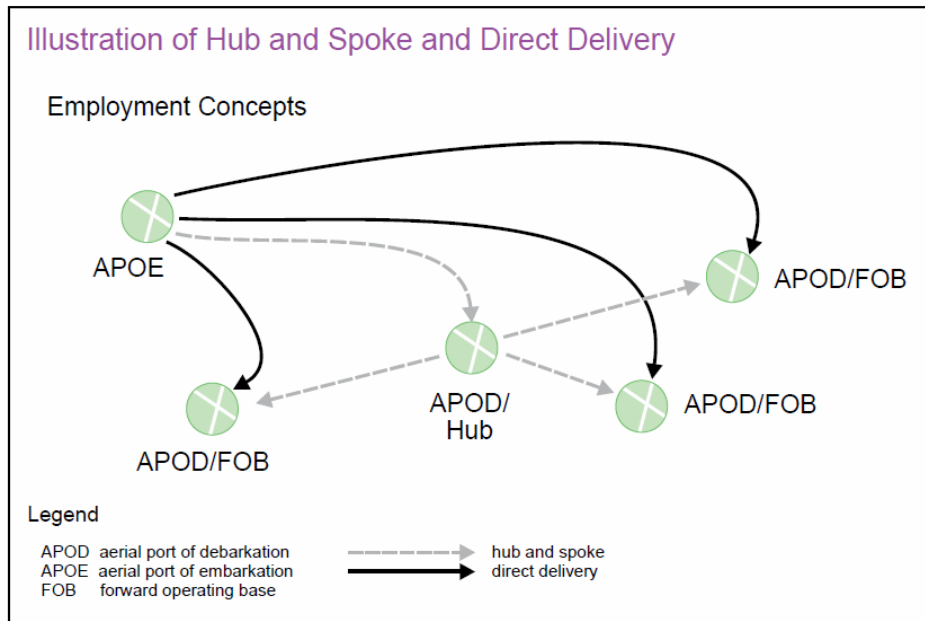 Illustration of Hub and Spoke and Direct Delivery
Employment Concepts
APOE
APOD/FOB
APOD/
Hub
APOD/FOB
APOD/FOB
Legend
APOD aerial port of debarkation
APOE aerial port of embarkation
FOB forward operating base
hub and spoke
direct delivery